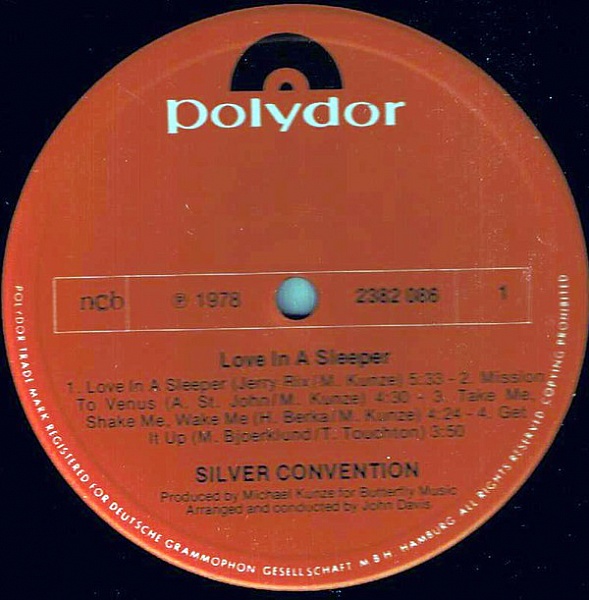 polydor
ncb ℗ 1978 2382 086 1
Love In A Sleeper
1. Love In A Sleeper (Jerry Rix/M. Kunze) 5:33 - 2. Mission
To Venus (A. St. John/M. Kunze) 4:30 - 3. Take Me,
Shake Me, Wake Me (H. Berka/M. Kunze) 4:24 - 4. Get
It Up (M. Bjoerklund/T. Touchton) 3:50
SILVER CONVENTION
Produced by Michael Kunze for Butterfly Music
Arranged and conducted by John Davis
POLYDOR TRADE MARK REGISTERED FOR DEUTSCHE GRAMMOPHON GESELLSCHAFT M B H. HAMBURG. ALL RIGHTS RESERVED COPYING PROHIBITED